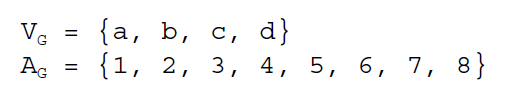 V_G = {a, b, c, d}
A_G = {1, 2, 3, 4, 5, 6, 7, 8}